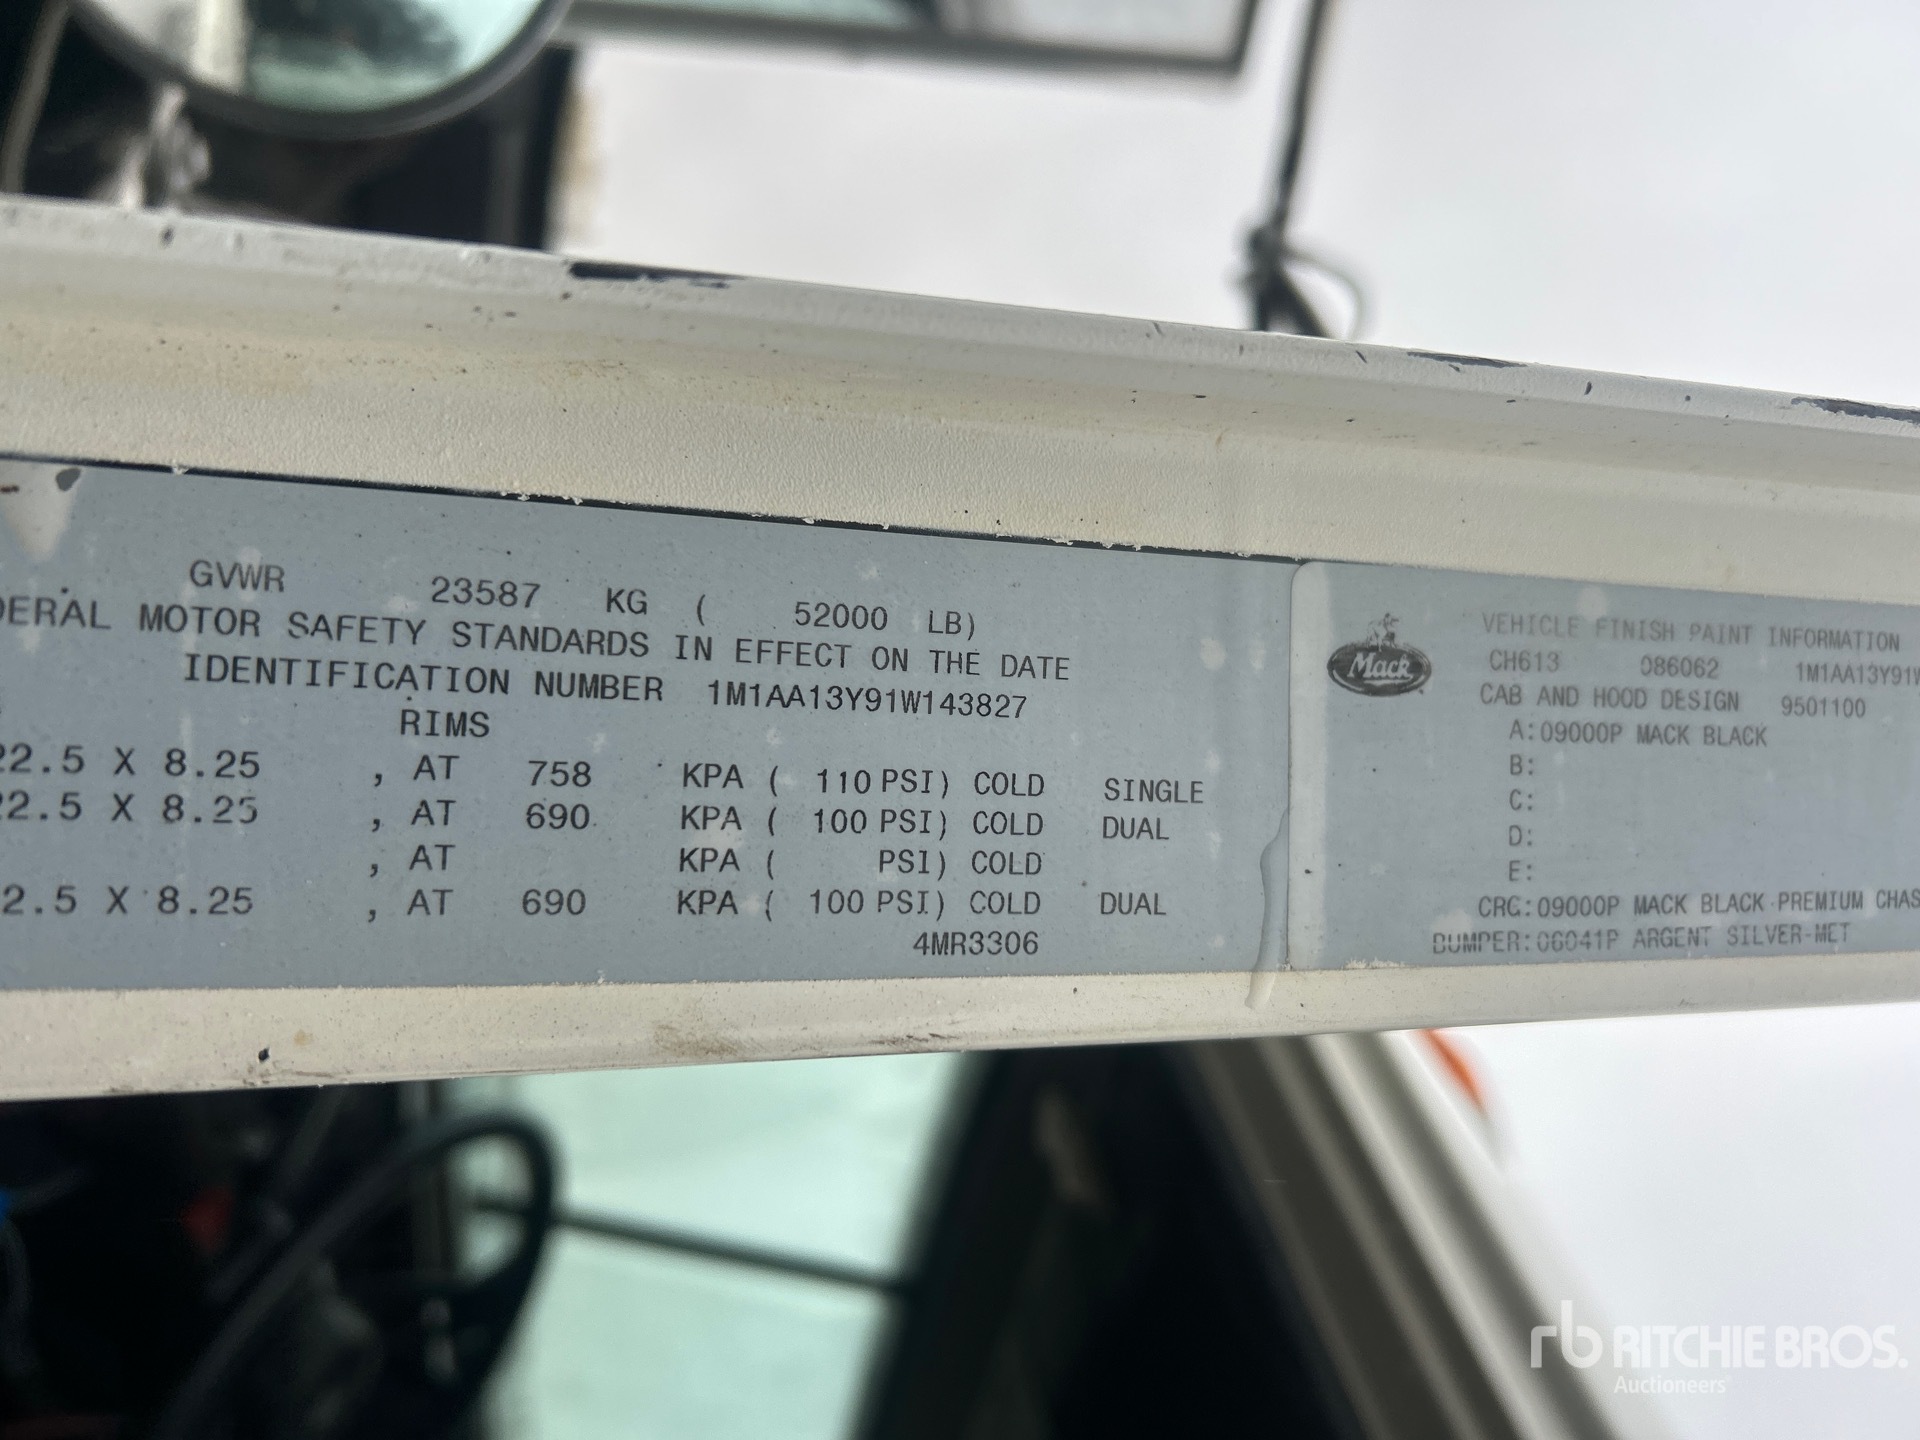 GVWR 23587 KG ( 52000 LB)
DERAL MOTOR SAFETY STANDARDS IN EFFECT ON THE DATE
IDENTIFICATION NUMBER 1M1AA13Y91W143827
RIMS
22.5 X 8.25 , AT 758 KPA ( 110 PSI) COLD SINGLE
22.5 X 8.25 , AT 690 KPA ( 100 PSI) COLD DUAL
, AT KPA ( PSI) COLD
2.5 X 8.25 , AT 690 KPA ( 100 PSI) COLD DUAL
4MR3306
Mack
VEHICLE FINISH PAINT INFORMATION
CH613 086062 1M1AA13Y91W
CAB AND HOOD DESIGN 9501100
A:09000P MACK BLACK
B:
C:
D:
E:
CRC:09000P MACK BLACK PREMIUM CHAS
BUMPER:06041P ARGENT SILVER-MET
rb RITCHIE BROS.
Auctioneers